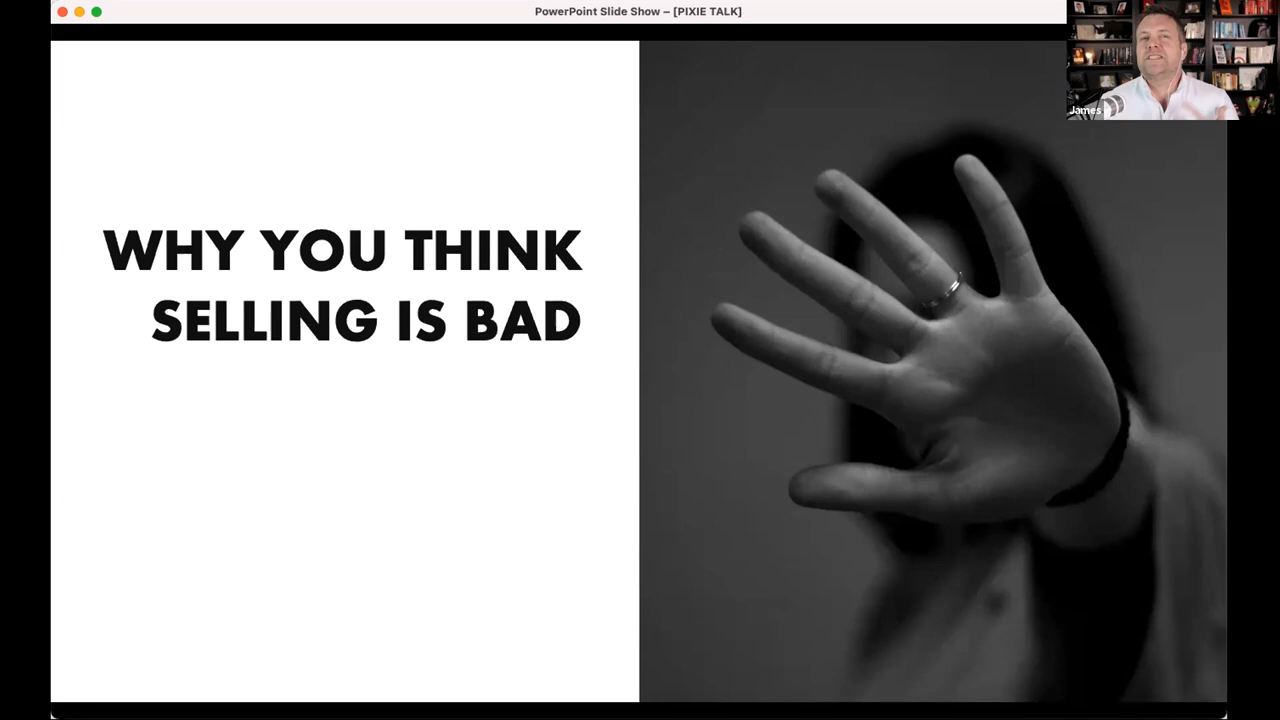 PowerPoint Slide Show – [PIXIE TALK]
James
WHY YOU THINK
SELLING IS BAD